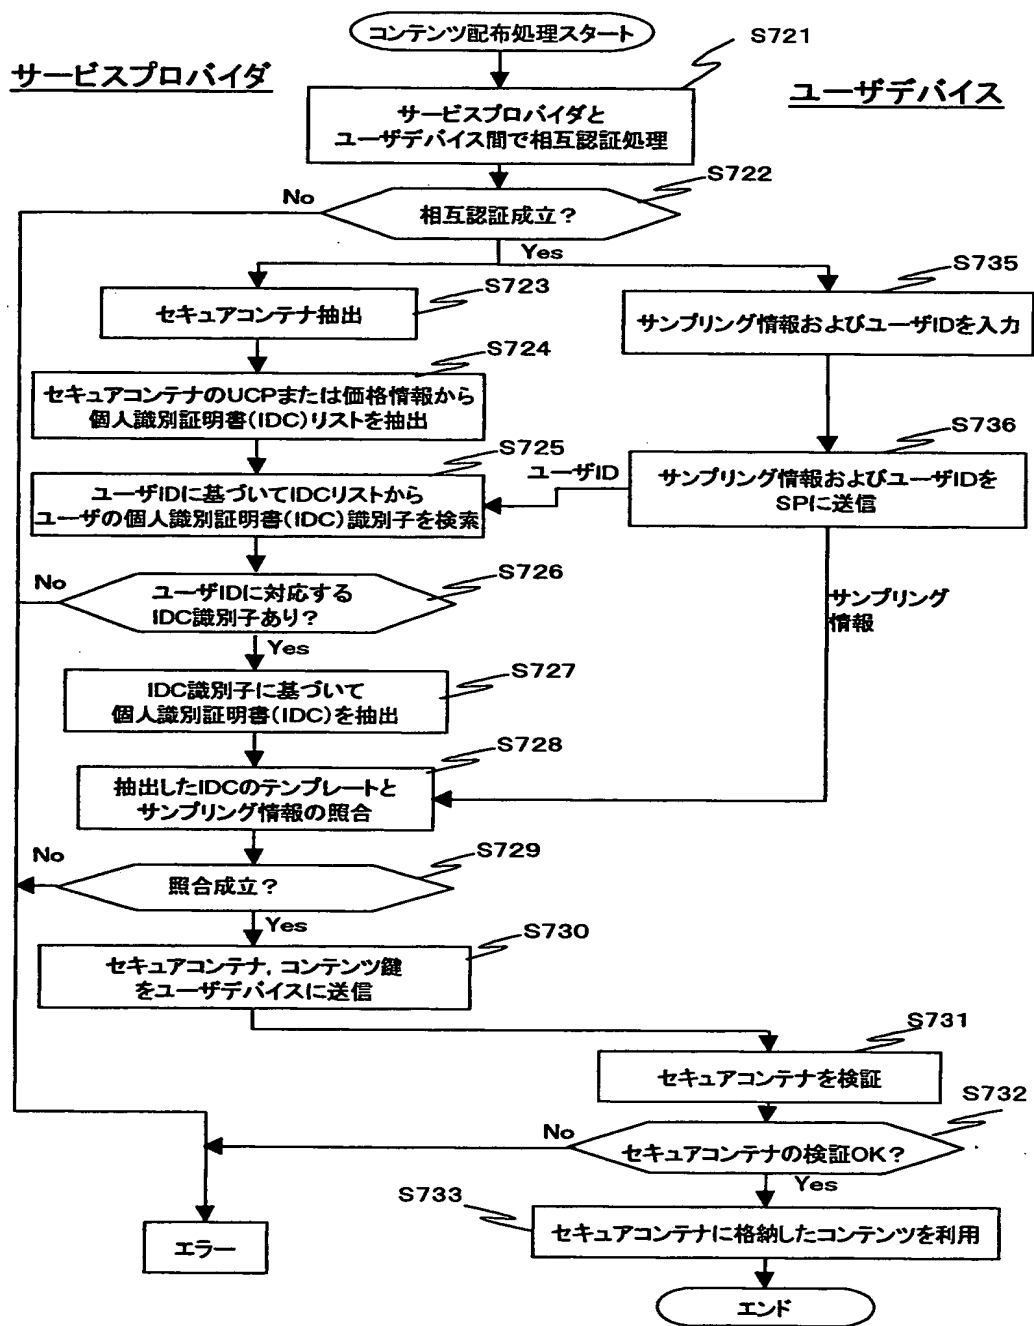 コンテンツ配布処理スタート
S721
サービスプロバイダ
ユーザデバイス
サービスプロバイダと
ユーザデバイス間で相互認証処理
S722
No
相互認証成立?
Yes
S723
S735
セキュアコンテナ抽出
サンプリング情報およびユーザIDを入力
S724
セキュアコンテナのUCPまたは価格情報から
個人識別証明書(IDC)リストを抽出
S725
S736
ユーザID
サンプリング情報およびユーザIDを
SPに送信
ユーザIDに基づいてIDCリストから
ユーザの個人識別証明書(IDC)識別子を検索
S726
No
ユーザIDに対応する
IDC識別子あり?
サンプリング
情報
Yes
S727
IDC識別子に基づいて
個人識別証明書(IDC)を抽出
S728
抽出したIDCのテンプレートと
サンプリング情報の照合
S729
No
照合成立?
Yes
S730
セキュアコンテナ,コンテンツ鍵
をユーザデバイスに送信
S731
セキュアコンテナを検証
S732
No
セキュアコンテナの検証OK?
Yes
S733
セキュアコンテナに格納したコンテンツを利用
エラー
エンド